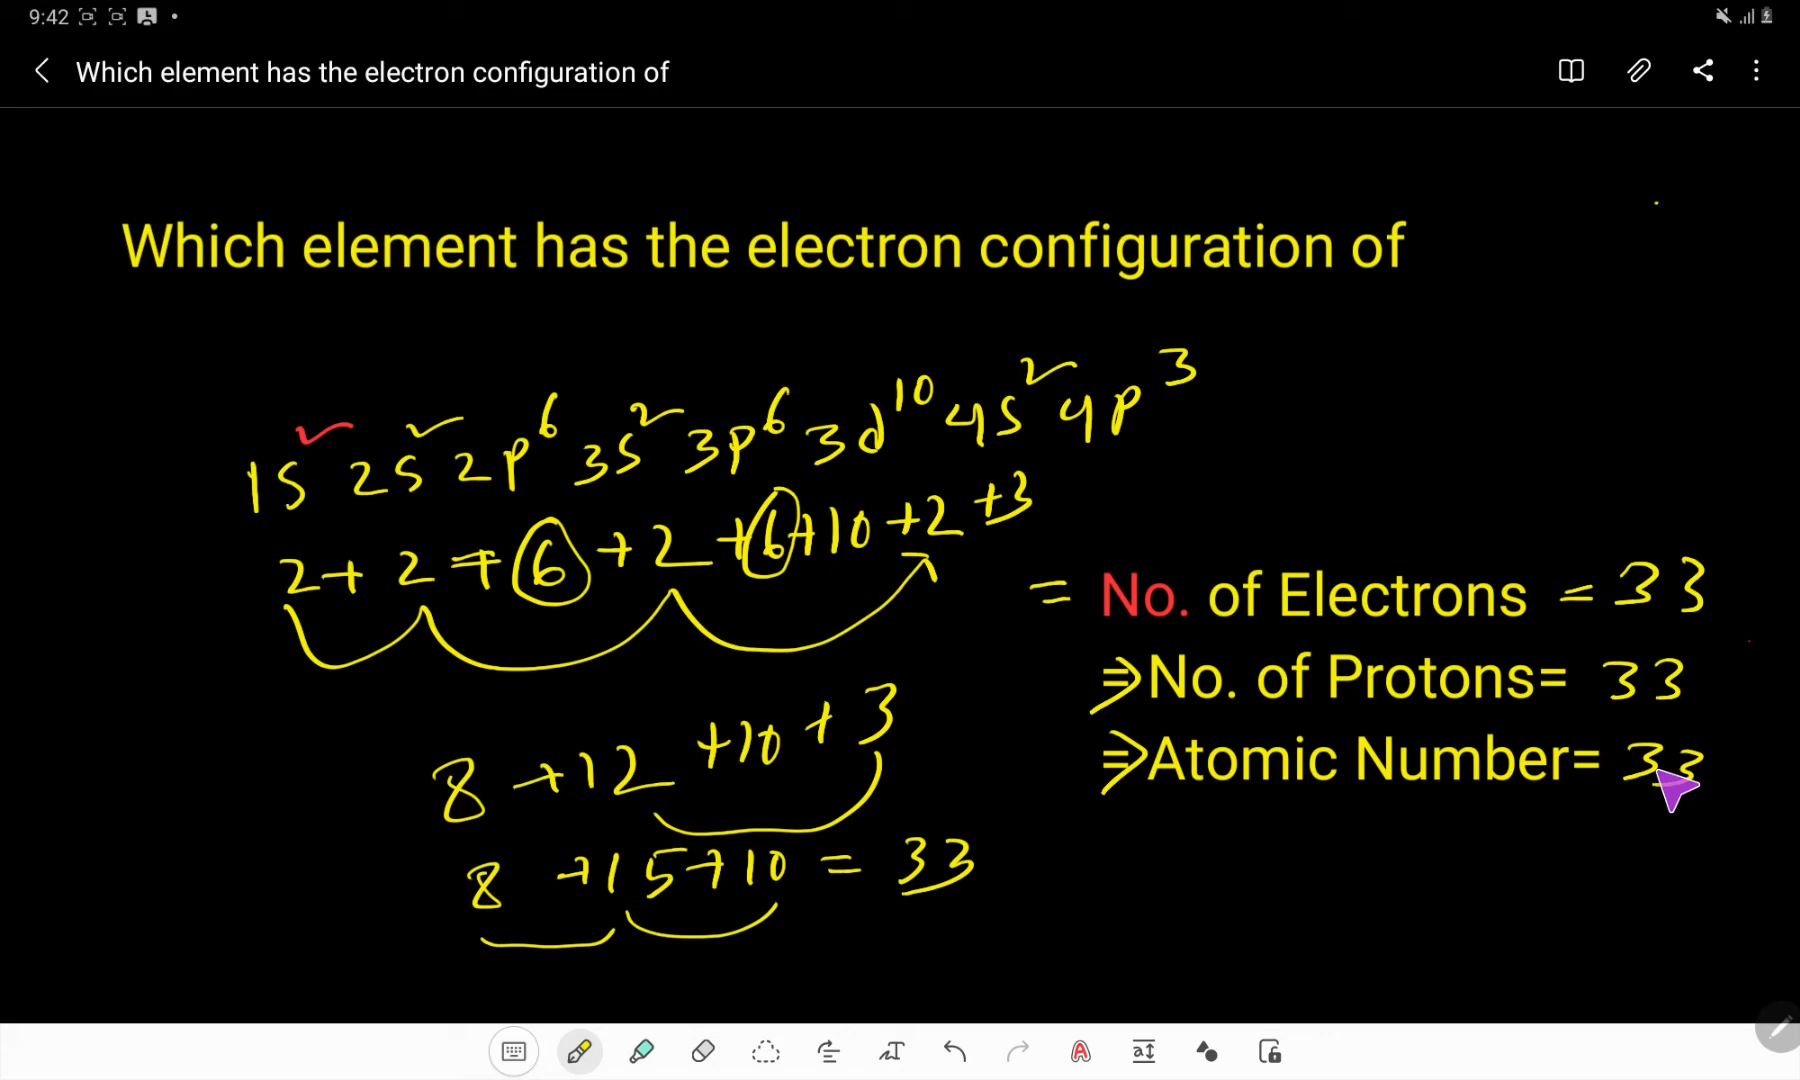 9:42
Which element has the electron configuration of
Which element has the electron configuration of
1s² 2s² 2p⁶ 3s² 3p⁶ 3d¹⁰ 4s² 4p³
2 + 2 + 6 + 2 + 6 + 10 + 2 + 3
= No. of Electrons = 33
⇒ No. of Protons= 33
⇒ Atomic Number= 33
8 + 12 + 10 + 3
8 + 15 + 10 = 33